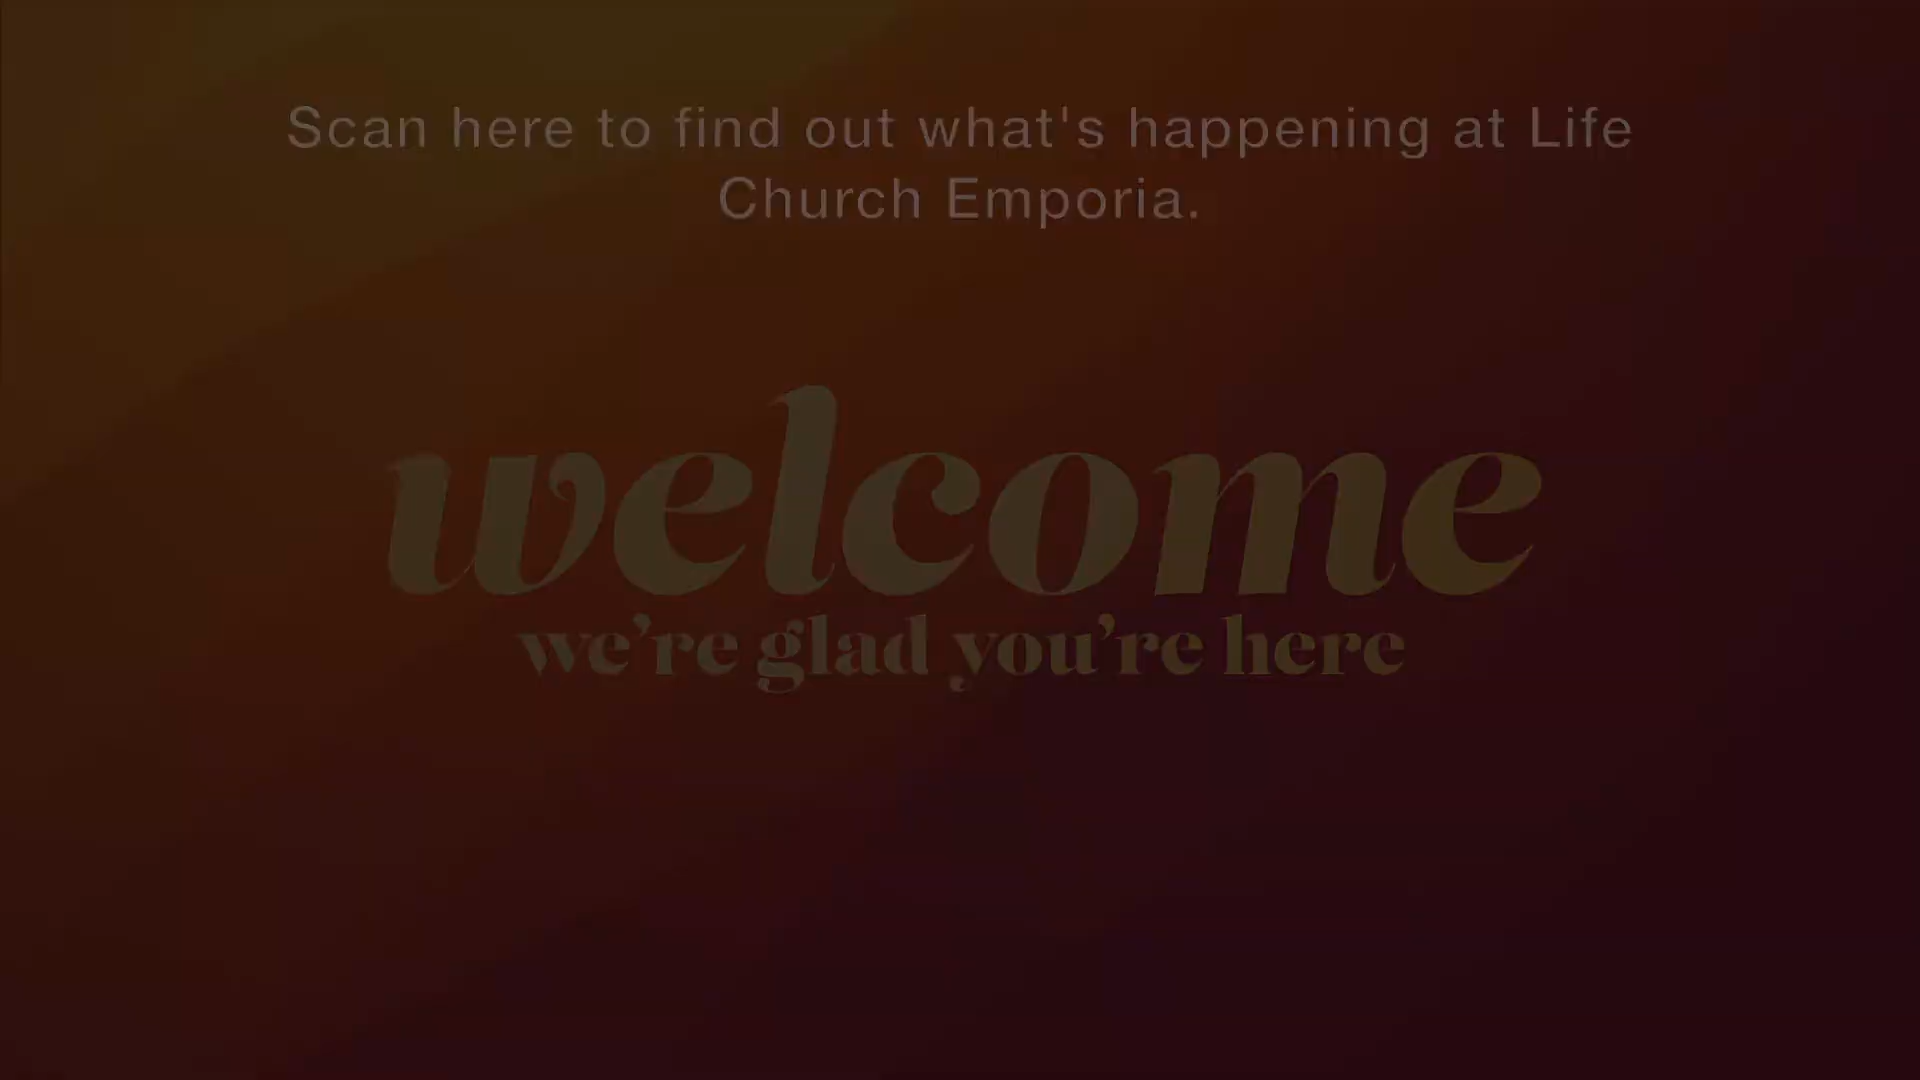 Scan here to find out what's happening at Life
Church Emporia.
welcome
we’re glad you’re here